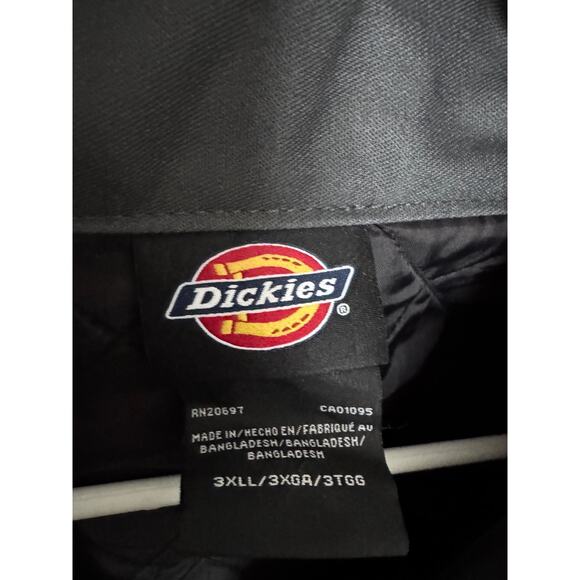 Dickies ®
RN20697 CA01095
MADE IN/HECHO EN/FABRIQUÉ AU
BANGLADESH/BANGLADESH/
BANGLADESH
3XLL/3XGA/3TGG